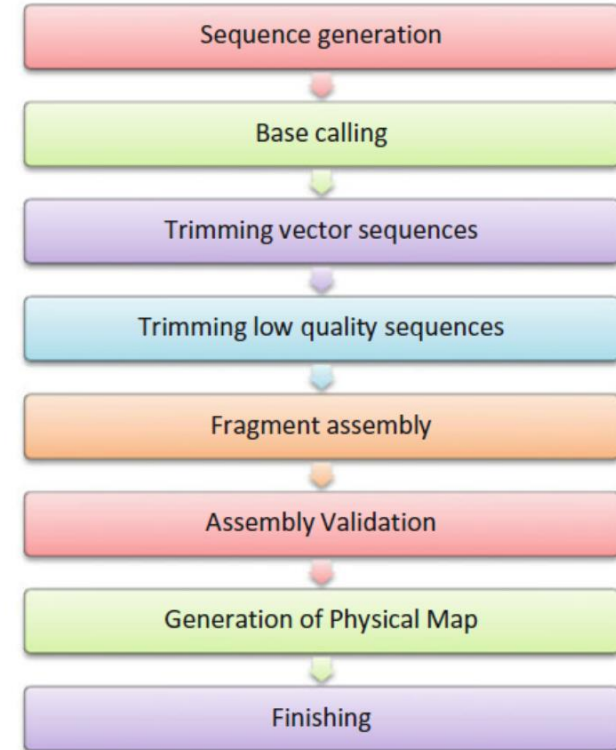 Sequence generation
Base calling
Trimming vector sequences
Trimming low quality sequences
Fragment assembly
Assembly Validation
Generation of Physical Map
Finishing